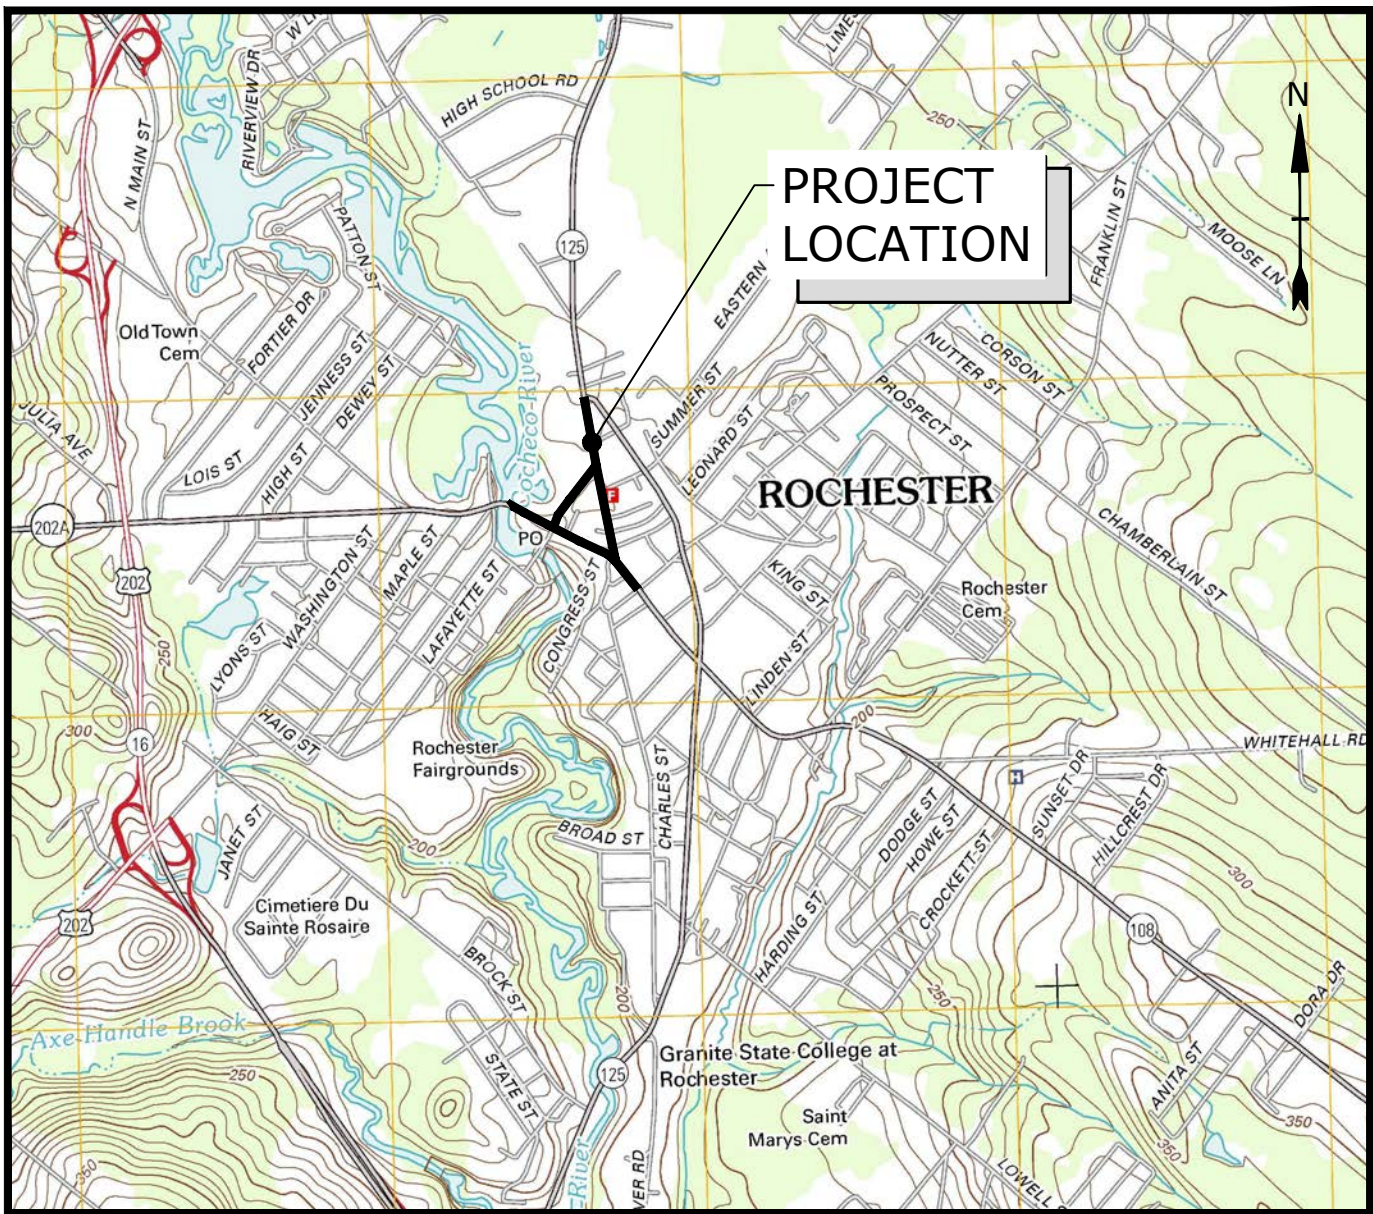 W L
LIMES
RIVERVIEW DR
HIGH SCHOOL RD
N
N MAIN ST
250
PROJECT
LOCATION
FRANKLIN ST
MOOSE LN
PATTON ST
125
EASTERN
Old Town
Cem
FORTIER DR
JENNESS ST
DEWEY ST
Cocheco River
NUTTER ST
CORSON ST
PROSPECT ST
SUMMER ST
LEONARD ST
JULIA AVE
LOIS ST
HIGH ST
F
ROCHESTER
CHAMBERLAIN ST
202A
PO
WASHINGTON ST
MAPLE ST
LAFAYETTE ST
CONGRESS ST
KING ST
Rochester
Cem
202
250
LYONS ST
LINDEN ST
300
16
HAIG ST
Rochester
Fairgrounds
200
WHITEHALL RD
H
SUNSET DR
HILLCREST DR
CHARLES ST
BROAD ST
200
JANET ST
DODGE ST
HOWE ST
CROCKETT ST
300
Cimetiere Du
Sainte Rosaire
202
HARDING ST
108
BROCK ST
200
250
DORA DR
Axe Handle Brook
250
STATE ST
125
Granite State College at
Rochester
ANITA ST
Saint
Marys Cem
350
350
350
LOWELL S
River
VER RD